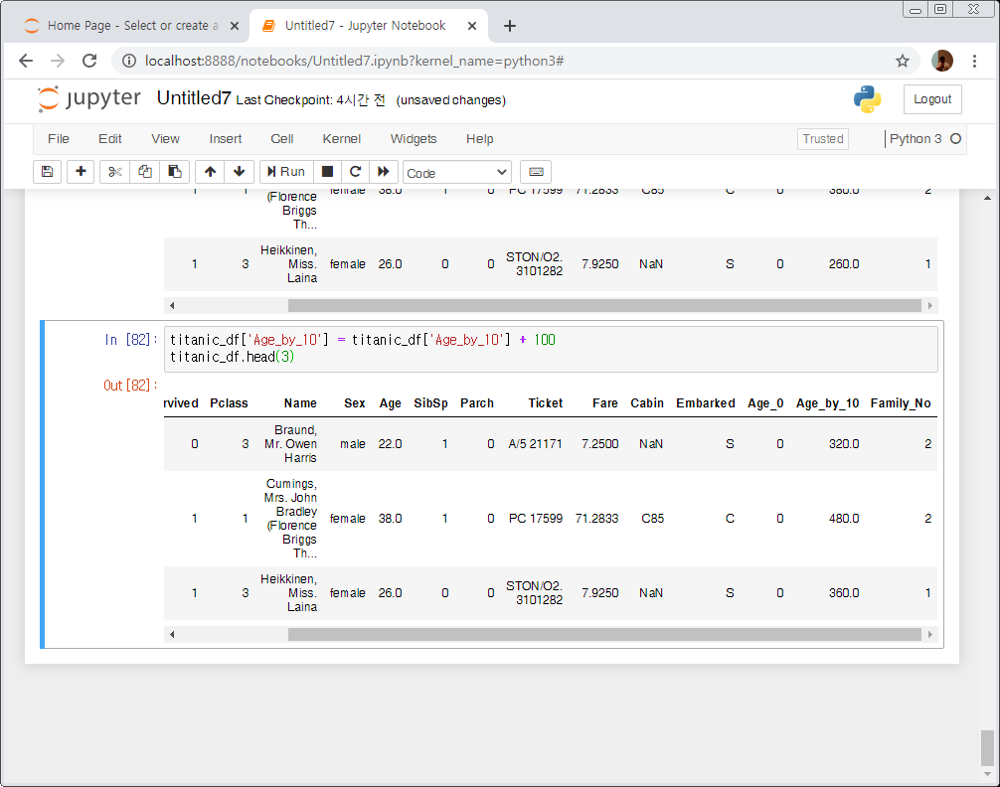 Home Page - Select or create a
Untitled7 - Jupyter Notebook
localhost:8888/notebooks/Untitled7.ipynb?kernel_name=python3#
jupyter Untitled7 Last Checkpoint: 4시간 전 (unsaved changes)
Logout
File Edit View Insert Cell Kernel Widgets Help Trusted Python 3
Run Code
1 1 female 38.0 1 0 PC 17599 71.2833 C85 C 0 380.0 2
(Florence
Briggs
Th...
1 3 Heikkinen, Miss. Laina female 26.0 0 0 STON/O2. 3101282 7.9250 NaN S 0 260.0 1
In [82]: titanic_df['Age_by_10'] = titanic_df['Age_by_10'] + 100
titanic_df.head(3)
Out[82]:
rvived Pclass Name Sex Age SibSp Parch Ticket Fare Cabin Embarked Age_0 Age_by_10 Family_No
0 3 Braund, Mr. Owen Harris male 22.0 1 0 A/5 21171 7.2500 NaN S 0 320.0 2
1 1 Cumings, Mrs. John Bradley (Florence Briggs Th... female 38.0 1 0 PC 17599 71.2833 C85 C 0 480.0 2
1 3 Heikkinen, Miss. Laina female 26.0 0 0 STON/O2. 3101282 7.9250 NaN S 0 360.0 1